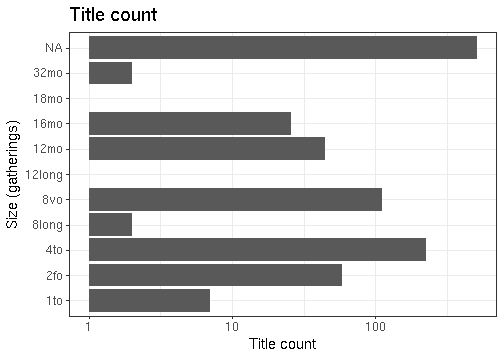 Title count
Size (gatherings)
NA
32mo
18mo
16mo
12mo
12long
8vo
8long
4to
2fo
1to
1 10 100
Title count